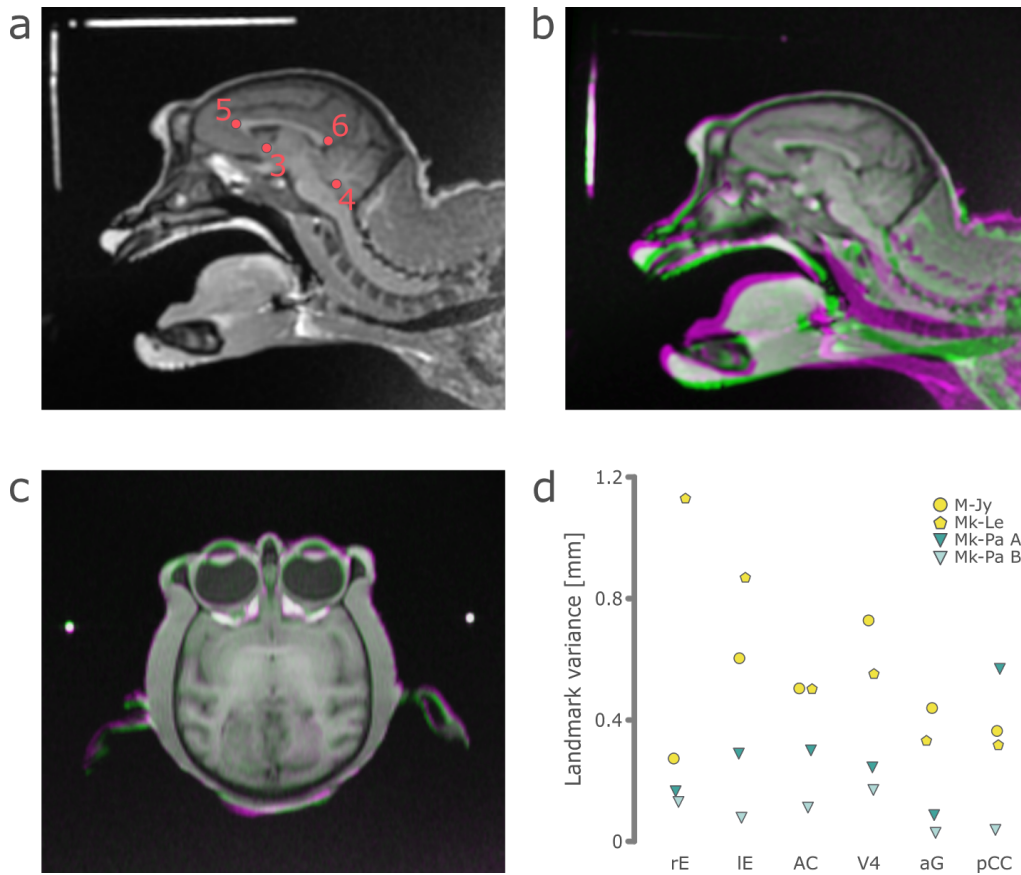 a
5
6
3
4
b
c
d
Landmark variance [mm]
1.2
0.8
0.4
0
M-Jy
Mk-Le
Mk-Pa A
Mk-Pa B
rE lE AC V4 aG pCC